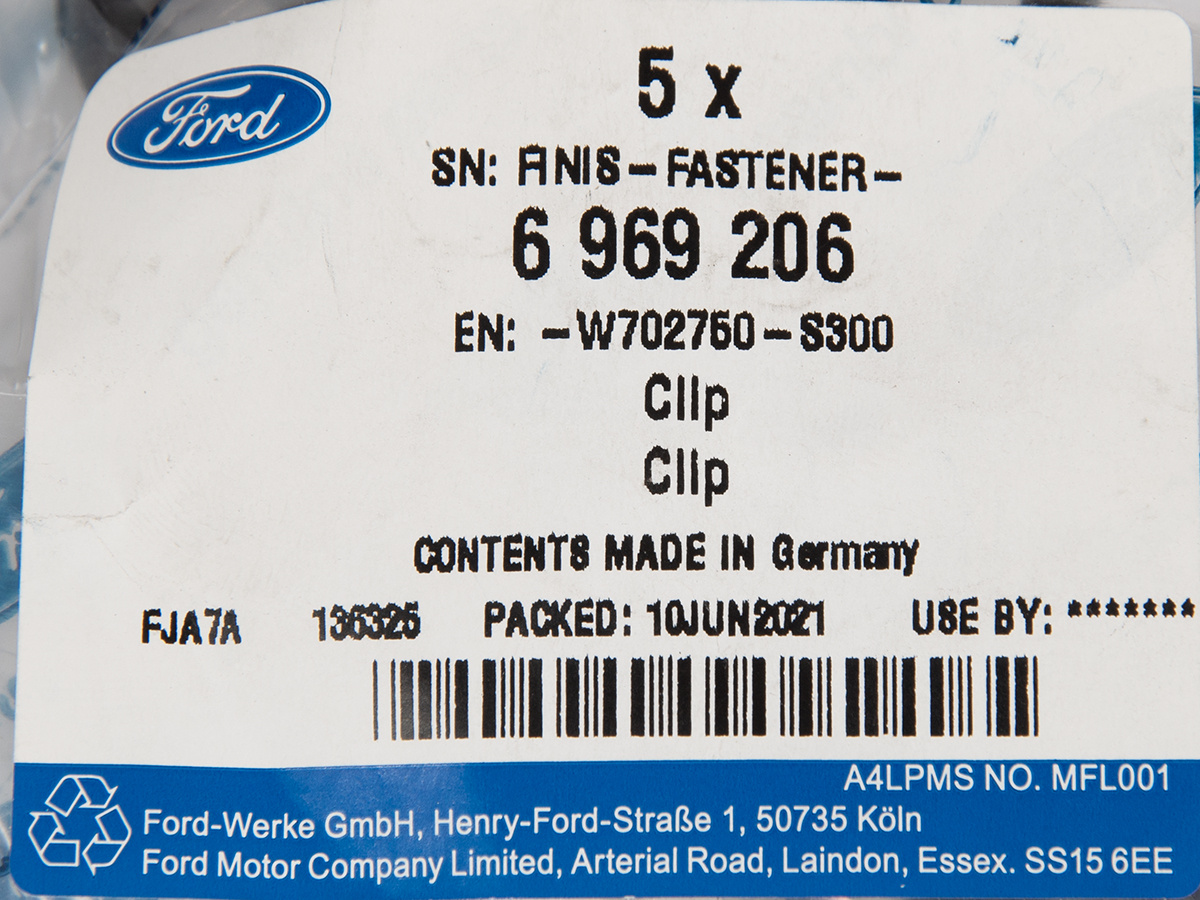 Ford
5 x
SN: FINIS-FASTENER-
6 969 206
EN: -W702750-S300
Clip
Clip
CONTENTS MADE IN Germany
FJA7A 136325 PACKED: 10JUN2021 USE BY: *******
A4LPMS NO. MFL001
Ford-Werke GmbH, Henry-Ford-Straße 1, 50735 Köln
Ford Motor Company Limited, Arterial Road, Laindon, Essex. SS15 6EE